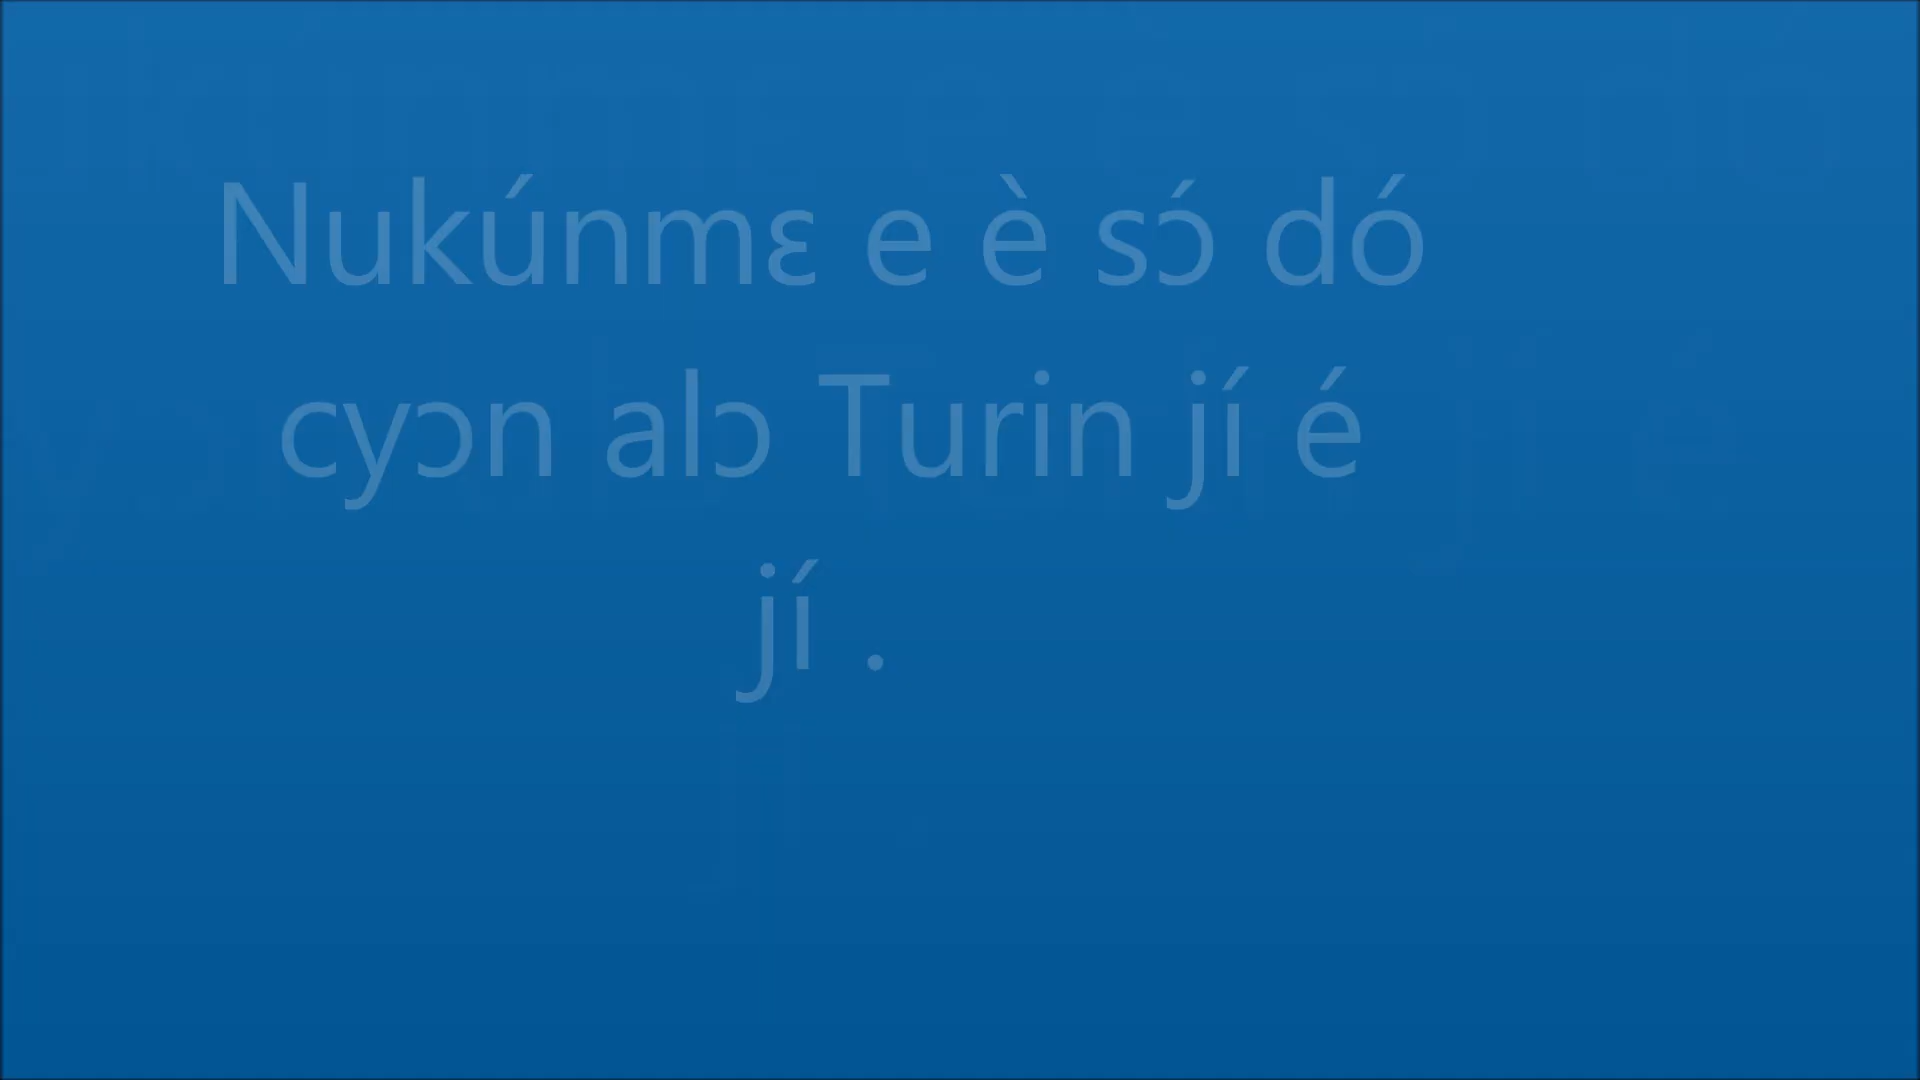 Nukúnmɛ e è sɔ́ dó
cyɔn alɔ Turin jí é
jí .